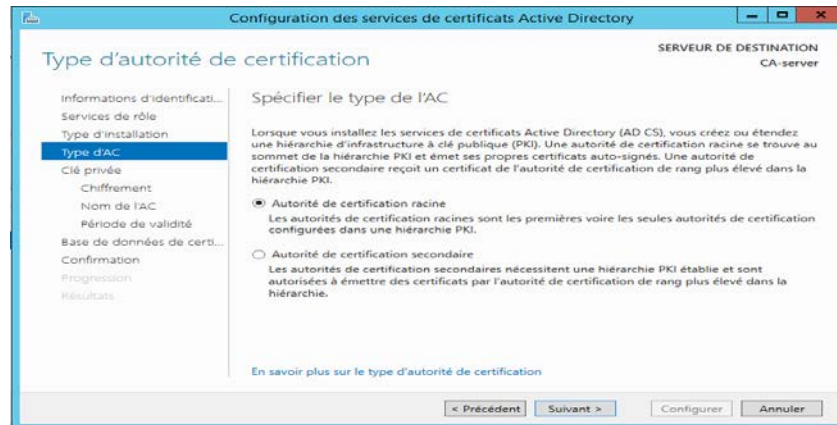 Configuration des services de certificats Active Directory
Type d'autorité de certification
SERVEUR DE DESTINATION
CA-server
Informations d'identificati...
Services de rôle
Type d'installation
Type d'AC
Clé privée
Chiffrement
Nom de l'AC
Période de validité
Base de données de certi...
Confirmation
Progression
Résultats
Spécifier le type de l'AC
Lorsque vous installez les services de certificats Active Directory (AD CS), vous créez ou étendez
une hiérarchie d'infrastructure à clé publique (PKI). Une autorité de certification racine se trouve au
sommet de la hiérarchie PKI et émet ses propres certificats auto-signés. Une autorité de
certification secondaire reçoit un certificat de l'autorité de certification de rang plus élevé dans la
hiérarchie PKI.
Autorité de certification racine
Les autorités de certification racines sont les premières voire les seules autorités de certification
configurées dans une hiérarchie PKI.
Autorité de certification secondaire
Les autorités de certification secondaires nécessitent une hiérarchie PKI établie et sont
autorisées à émettre des certificats par l'autorité de certification de rang plus élevé dans la
hiérarchie.
En savoir plus sur le type d'autorité de certification
< Précédent
Suivant >
Configurer
Annuler